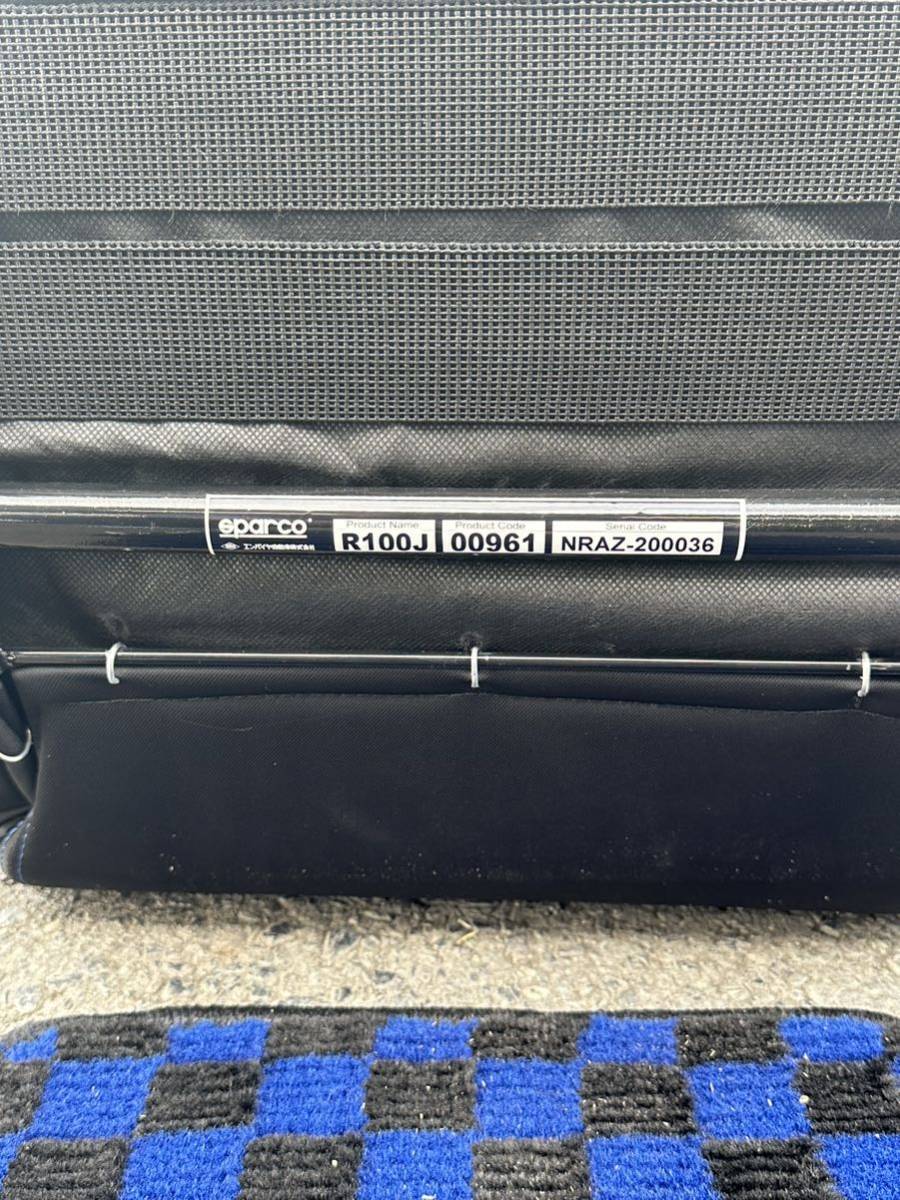 sparco®
エンパイヤ自動車株式会社
Product Name
R100J
Product Code
00961
Serial Code
NRAZ-200036